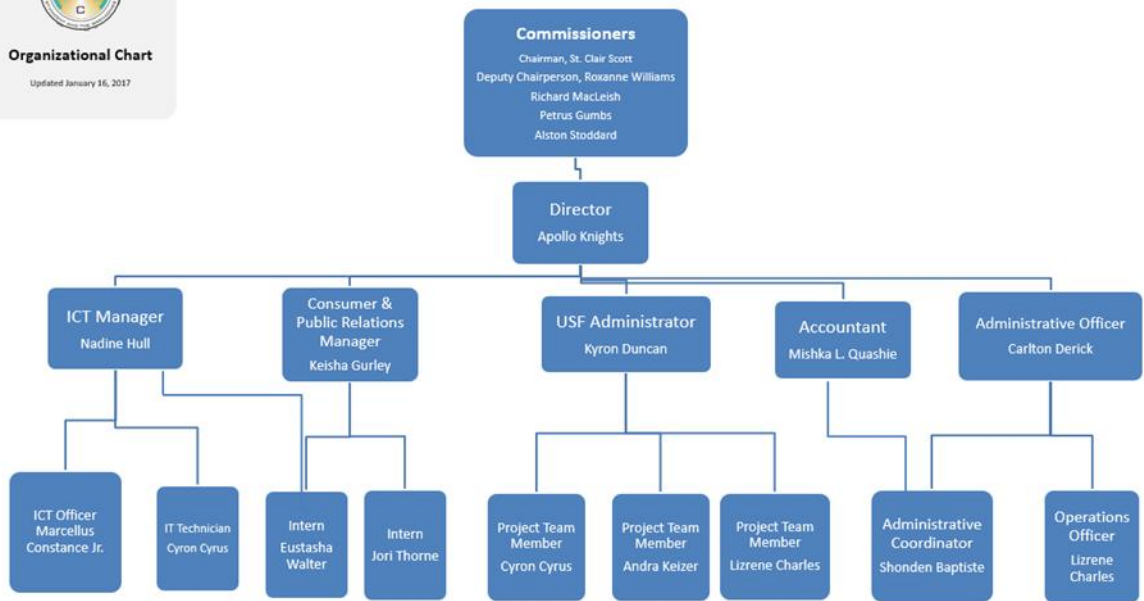 C
Organizational Chart
Updated January 16, 2017
Commissioners
Chairman, St. Clair Scott
Deputy Chairperson, Roxanne Williams
Richard MacLeish
Petrus Gumbs
Alston Stoddard
Director
Apollo Knights
ICT Manager
Nadine Hull
Consumer &
Public Relations
Manager
Keisha Gurley
USF Administrator
Kyron Duncan
Accountant
Mishka L. Quashie
Administrative Officer
Carlton Derick
ICT Officer
Marcellus
Constance Jr.
IT Technician
Cyron Cyrus
Intern
Eustasha
Walter
Intern
Jori Thorne
Project Team
Member
Cyron Cyrus
Project Team
Member
Andra Keizer
Project Team
Member
Lizrene Charles
Administrative
Coordinator
Shonden Baptiste
Operations
Officer
Lizrene
Charles